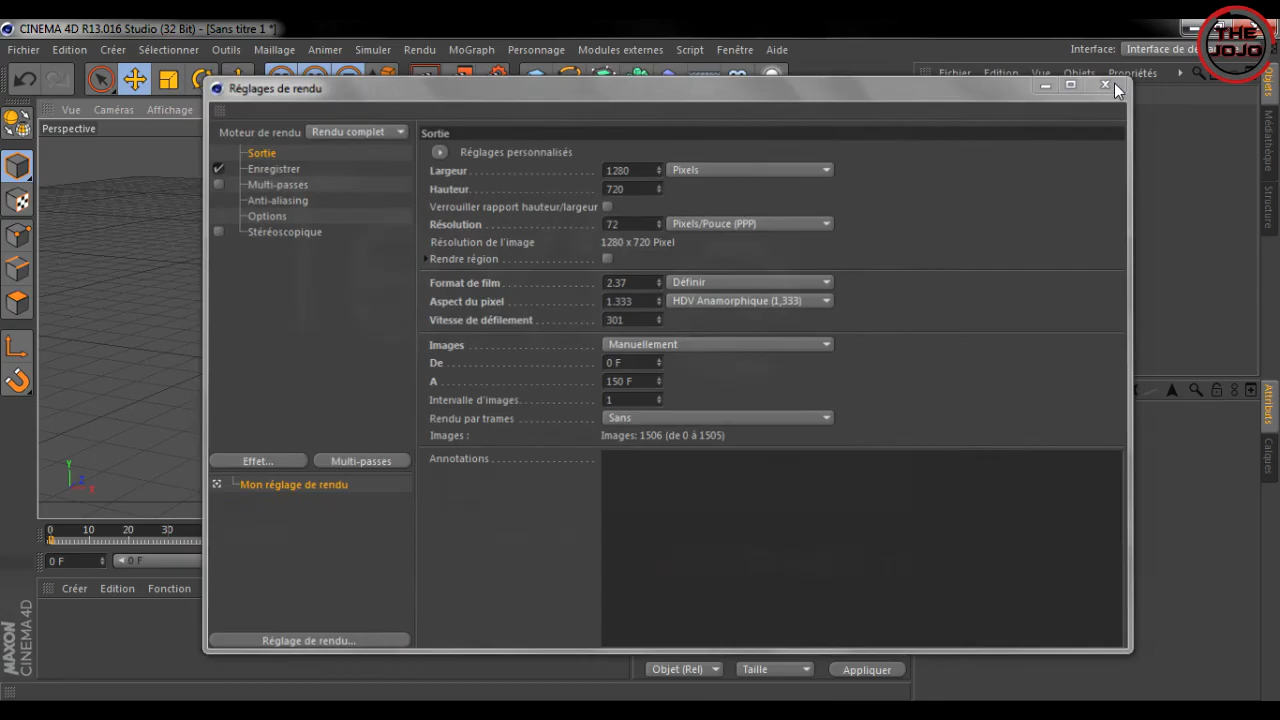 CINEMA 4D R13.016 Studio (32 Bit) - [Sans titre 1 *]
THE JOJO
Fichier Edition Créer Sélectionner Outils Maillage Animer Simuler Rendu MoGraph Personnage Modules externes Script Fenêtre Aide Interface:
Fichier Edition Vue Objets Propriétés
Réglages de rendu
Vue Caméras Affichage
Perspective
Moteur de rendu Rendu complet
Sortie
Enregistrer
Multi-passes
Anti-aliasing
Options
Stéréoscopique
Effet... Multi-passes
Mon réglage de rendu
Réglage de rendu...
Sortie
Réglages personnalisés
Largeur 1280 Pixels
Hauteur 720
Verrouiller rapport hauteur/largeur
Résolution 72 Pixels/Pouce (PPP)
Résolution de l'image 1280 x 720 Pixel
Rendre région
Format de film 2.37 Définir
Aspect du pixel 1.333 HDV Anamorphique (1,333)
Vitesse de défilement 301
Images Manuellement
De 0 F
A 150 F
Intervalle d'images 1
Rendu par trames Sans
Images : Images: 1506 (de 0 à 1505)
Annotations
Objets
Médiathèque
Structure
Attributs
Calques
Y
Z
X
0 10 20 30
0 F 0 F
Créer Edition Fonction
MAXON
CINEMA 4D
Objet (Rel) Taille Appliquer